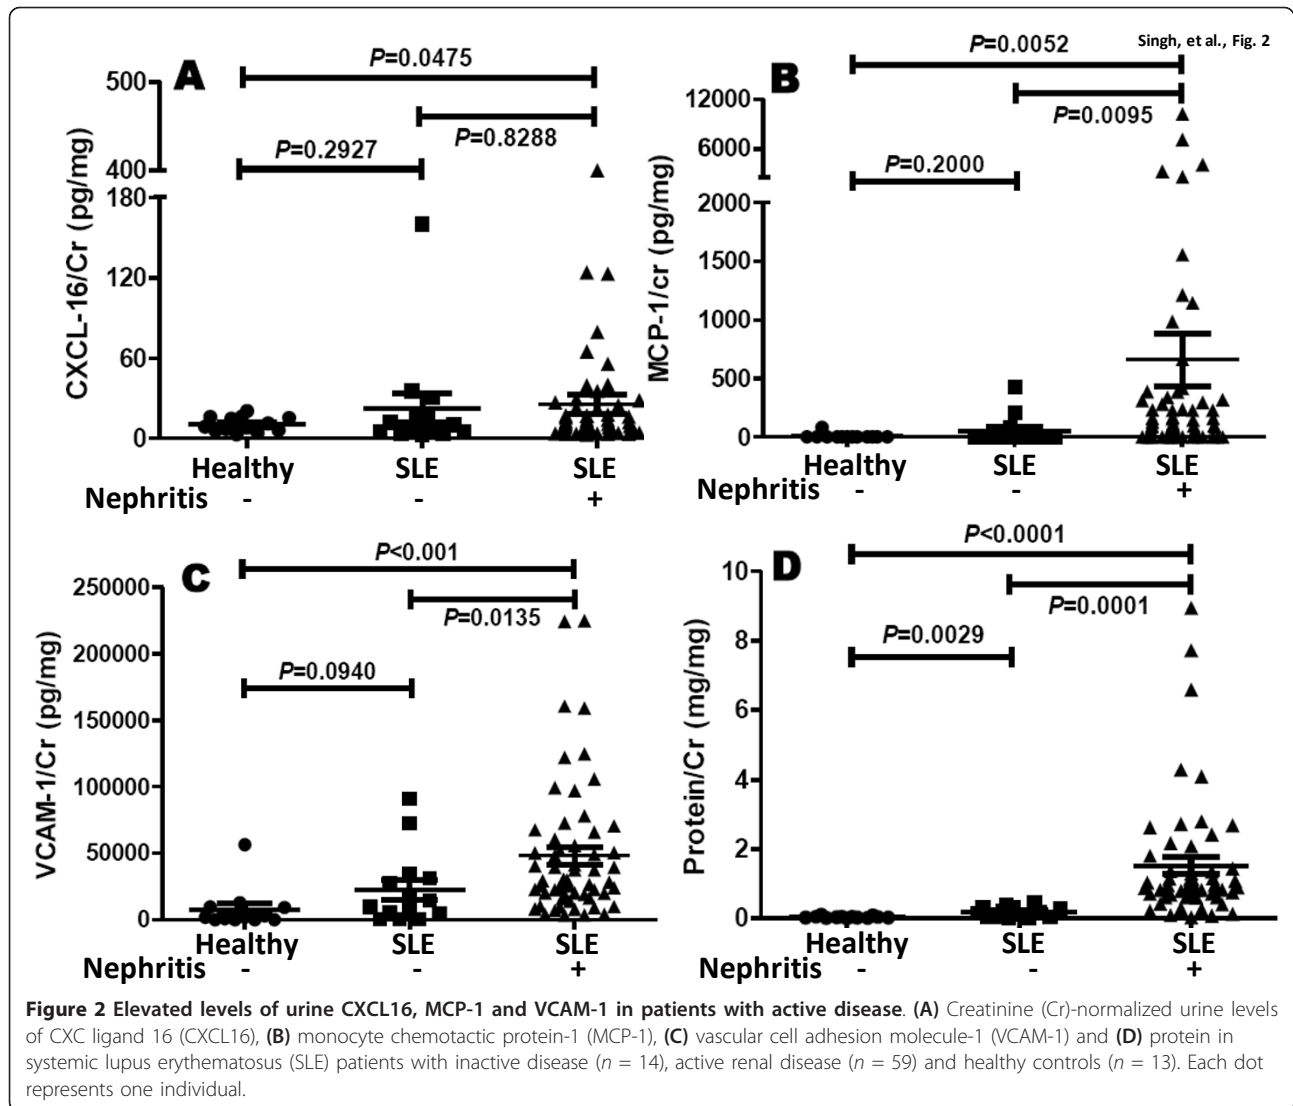 Singh, et al., Fig. 2
A
P=0.0475
P=0.8288
P=0.2927
CXCL-16/Cr (pg/mg)
500
400
180
120
60
0
Healthy SLE SLE
Nephritis - - +
B
P=0.0052
P=0.0095
P=0.2000
MCP-1/cr (pg/mg)
12000
6000
2000
1500
1000
500
0
Healthy SLE SLE
Nephritis - - +
C
P<0.001
P=0.0135
P=0.0940
VCAM-1/Cr (pg/mg)
250000
200000
150000
100000
50000
0
Healthy SLE SLE
Nephritis - - +
D
P<0.0001
P=0.0001
P=0.0029
Protein/Cr (mg/mg)
10
8
6
4
2
0
Healthy SLE SLE
Nephritis - - +
Figure 2 Elevated levels of urine CXCL16, MCP-1 and VCAM-1 in patients with active disease. (A) Creatinine (Cr)-normalized urine levels
of CXC ligand 16 (CXCL16), (B) monocyte chemotactic protein-1 (MCP-1), (C) vascular cell adhesion molecule-1 (VCAM-1) and (D) protein in
systemic lupus erythematosus (SLE) patients with inactive disease (n = 14), active renal disease (n = 59) and healthy controls (n = 13). Each dot
represents one individual.